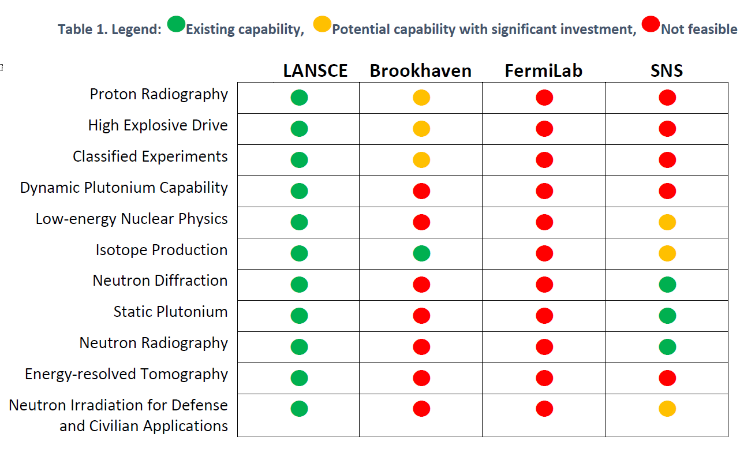 Table 1. Legend: Existing capability, Potential capability with significant investment, Not feasible
LANSCE Brookhaven FermiLab SNS
Proton Radiography
High Explosive Drive
Classified Experiments
Dynamic Plutonium Capability
Low-energy Nuclear Physics
Isotope Production
Neutron Diffraction
Static Plutonium
Neutron Radiography
Energy-resolved Tomography
Neutron Irradiation for Defense
and Civilian Applications